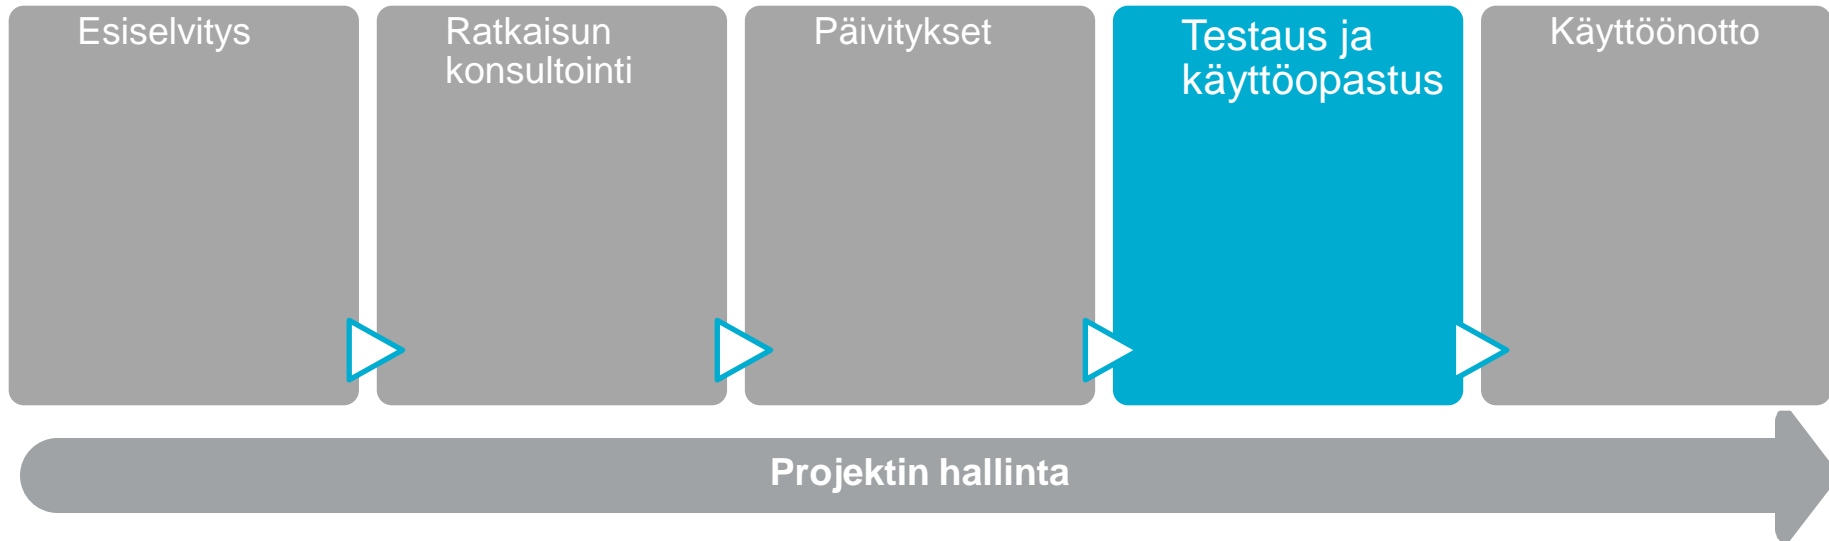 Esiselvitys
Ratkaisun
konsultointi
Päivitykset
Testaus ja
käyttöopastus
Käyttöönotto
Projektin hallinta